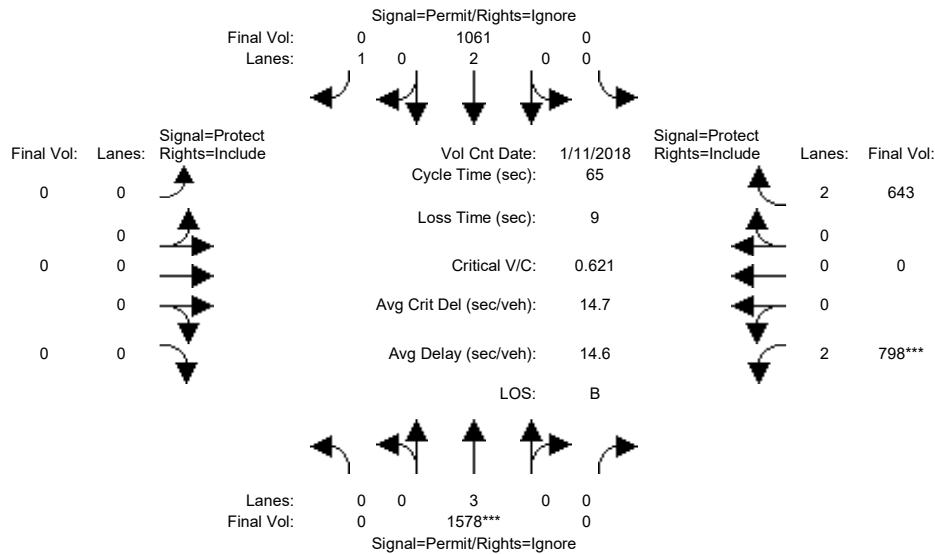 Signal=Permit/Rights=Ignore
Final Vol: 0 1061 0
Lanes: 1 0 2 0 0
Signal=Protect
Final Vol: Lanes: Rights=Include
Vol Cnt Date: 1/11/2018
Signal=Protect
Rights=Include Lanes: Final Vol:
Cycle Time (sec): 65
0 0
2 643
Loss Time (sec): 9
0
0
0 0
Critical V/C: 0.621
0 0
0
Avg Crit Del (sec/veh): 14.7
0
0 0
Avg Delay (sec/veh): 14.6
2 798***
LOS: B
Lanes: 0 0 3 0 0
Final Vol: 0 1578*** 0
Signal=Permit/Rights=Ignore